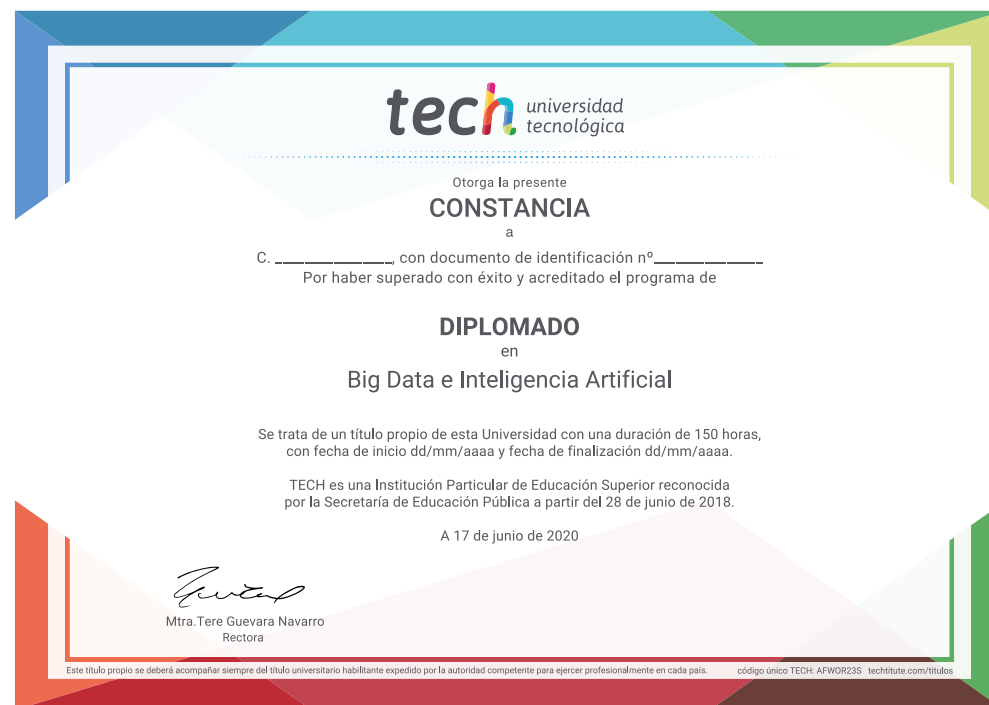 tech universidad
tecnológica
Otorga la presente
CONSTANCIA
a
C. ______________, con documento de identificación nº_____________
Por haber superado con éxito y acreditado el programa de
DIPLOMADO
en
Big Data e Inteligencia Artificial
Se trata de un título propio de esta Universidad con una duración de 150 horas,
con fecha de inicio dd/mm/aaaa y fecha de finalización dd/mm/aaaa.
TECH es una Institución Particular de Educación Superior reconocida
por la Secretaría de Educación Pública a partir del 28 de junio de 2018.
A 17 de junio de 2020
Mtra.Tere Guevara Navarro
Rectora
Este título propio se deberá acompañar siempre del título universitario habilitante expedido por la autoridad competente para ejercer profesionalmente en cada país. código único TECH: AFWOR23S techtitute.com/titulos